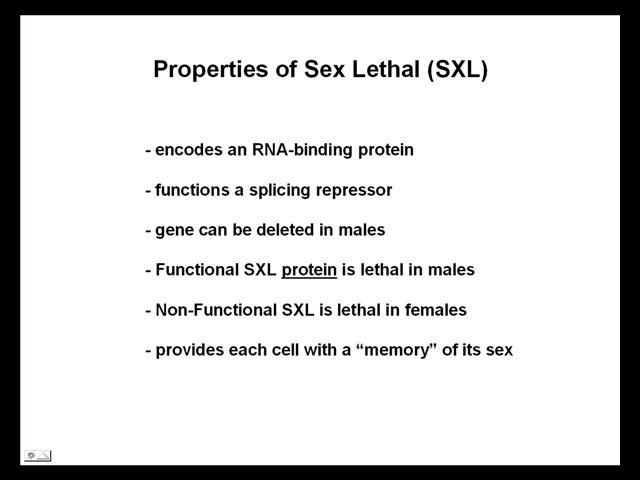 Properties of Sex Lethal (SXL)
- encodes an RNA-binding protein
- functions a splicing repressor
- gene can be deleted in males
- Functional SXL protein is lethal in males
- Non-Functional SXL is lethal in females
- provides each cell with a “memory” of its sex